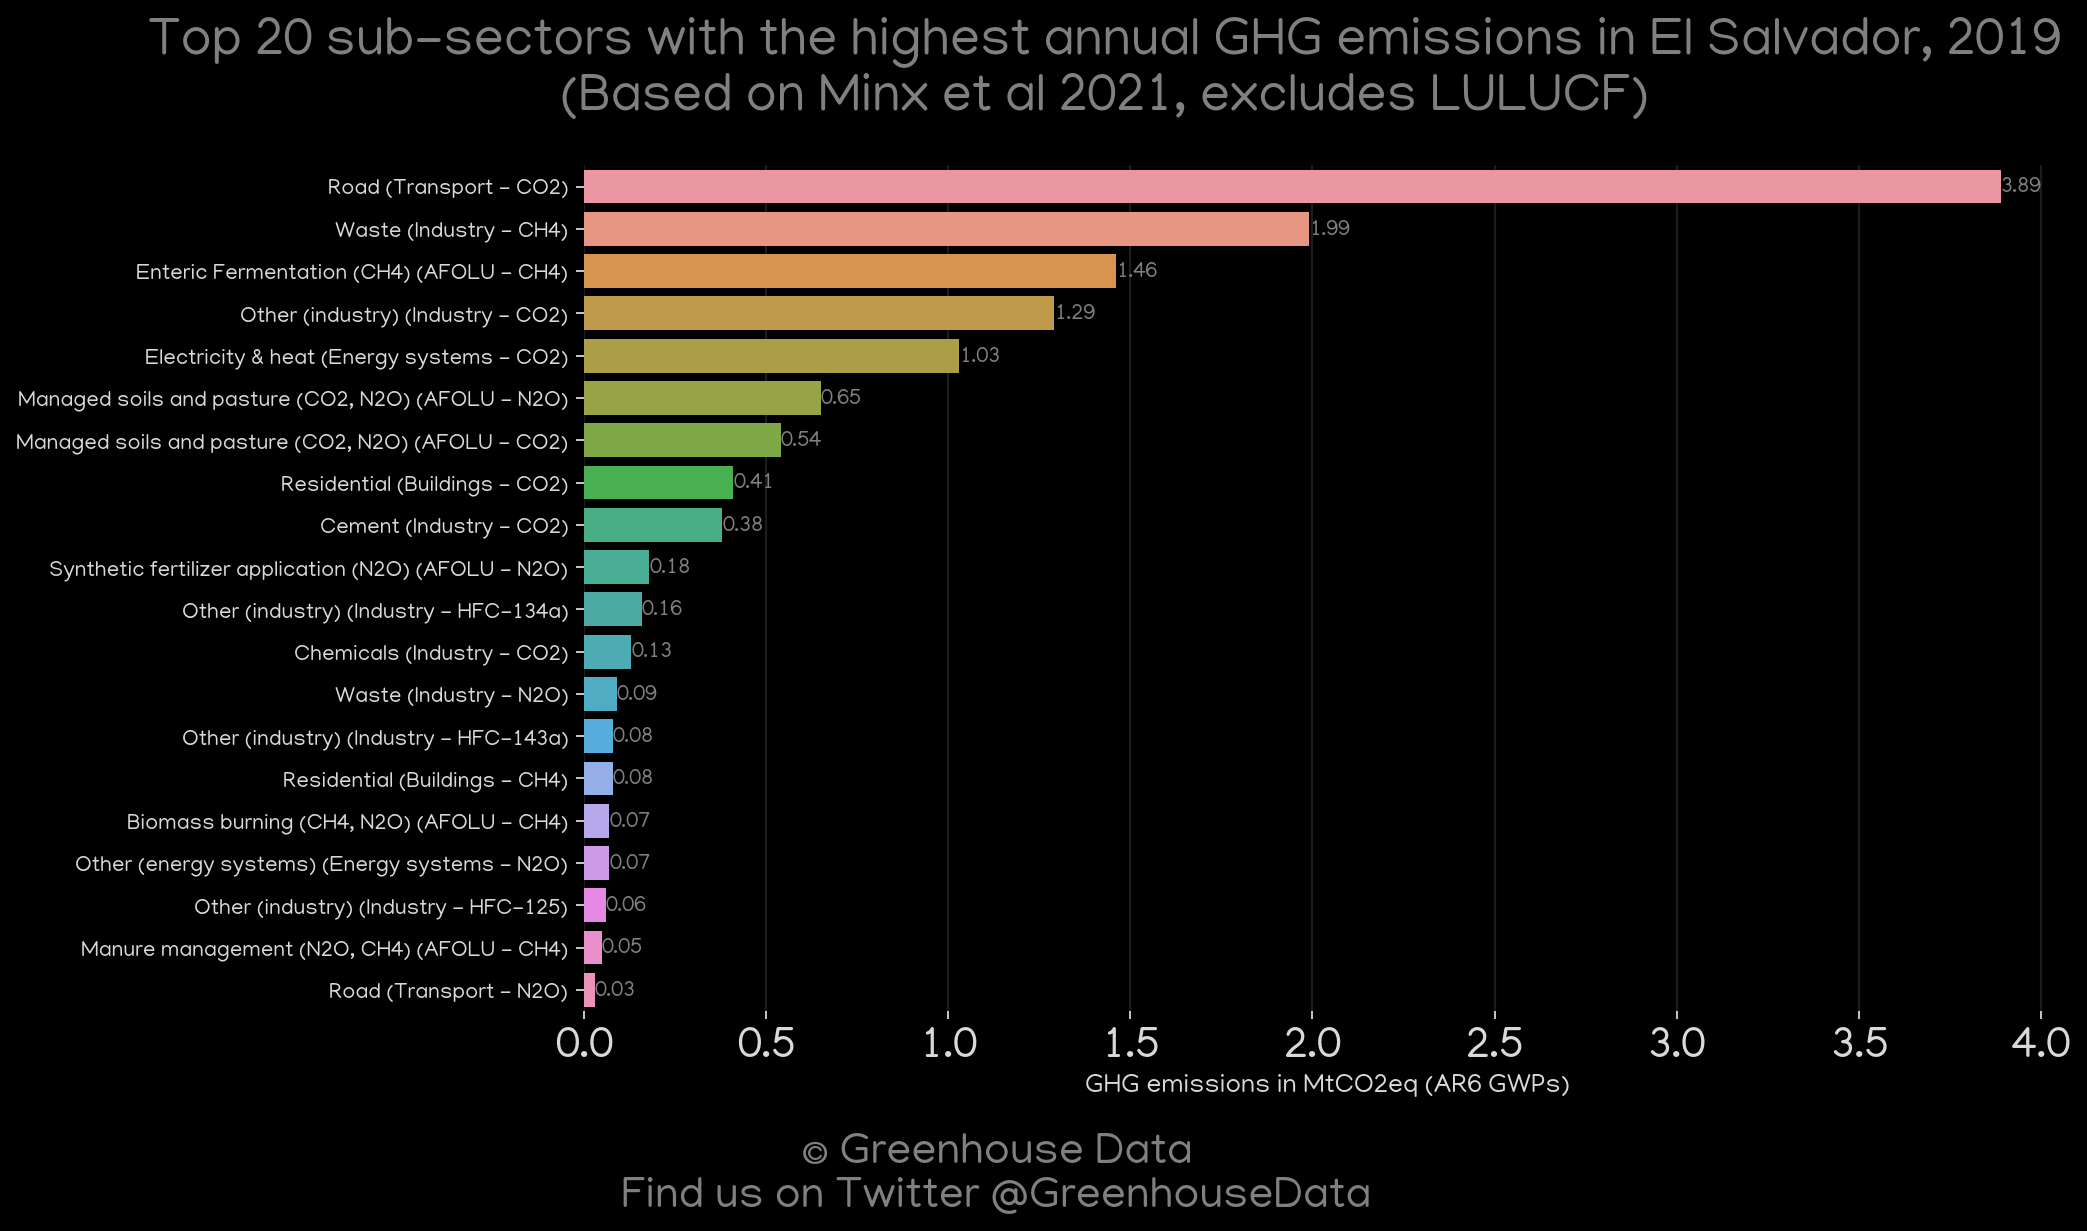 Top 20 sub-sectors with the highest annual GHG emissions in El Salvador, 2019
(Based on Minx et al 2021, excludes LULUCF)
Road (Transport - CO2) 3.89
Waste (Industry - CH4) 1.99
Enteric Fermentation (CH4) (AFOLU - CH4) 1.46
Other (industry) (Industry - CO2) 1.29
Electricity & heat (Energy systems - CO2) 1.03
Managed soils and pasture (CO2, N2O) (AFOLU - N2O) 0.65
Managed soils and pasture (CO2, N2O) (AFOLU - CO2) 0.54
Residential (Buildings - CO2) 0.41
Cement (Industry - CO2) 0.38
Synthetic fertilizer application (N2O) (AFOLU - N2O) 0.18
Other (industry) (Industry - HFC-134a) 0.16
Chemicals (Industry - CO2) 0.13
Waste (Industry - N2O) 0.09
Other (industry) (Industry - HFC-143a) 0.08
Residential (Buildings - CH4) 0.08
Biomass burning (CH4, N2O) (AFOLU - CH4) 0.07
Other (energy systems) (Energy systems - N2O) 0.07
Other (industry) (Industry - HFC-125) 0.06
Manure management (N2O, CH4) (AFOLU - CH4) 0.05
Road (Transport - N2O) 0.03
0.0 0.5 1.0 1.5 2.0 2.5 3.0 3.5 4.0
GHG emissions in MtCO2eq (AR6 GWPs)
© Greenhouse Data
Find us on Twitter @GreenhouseData